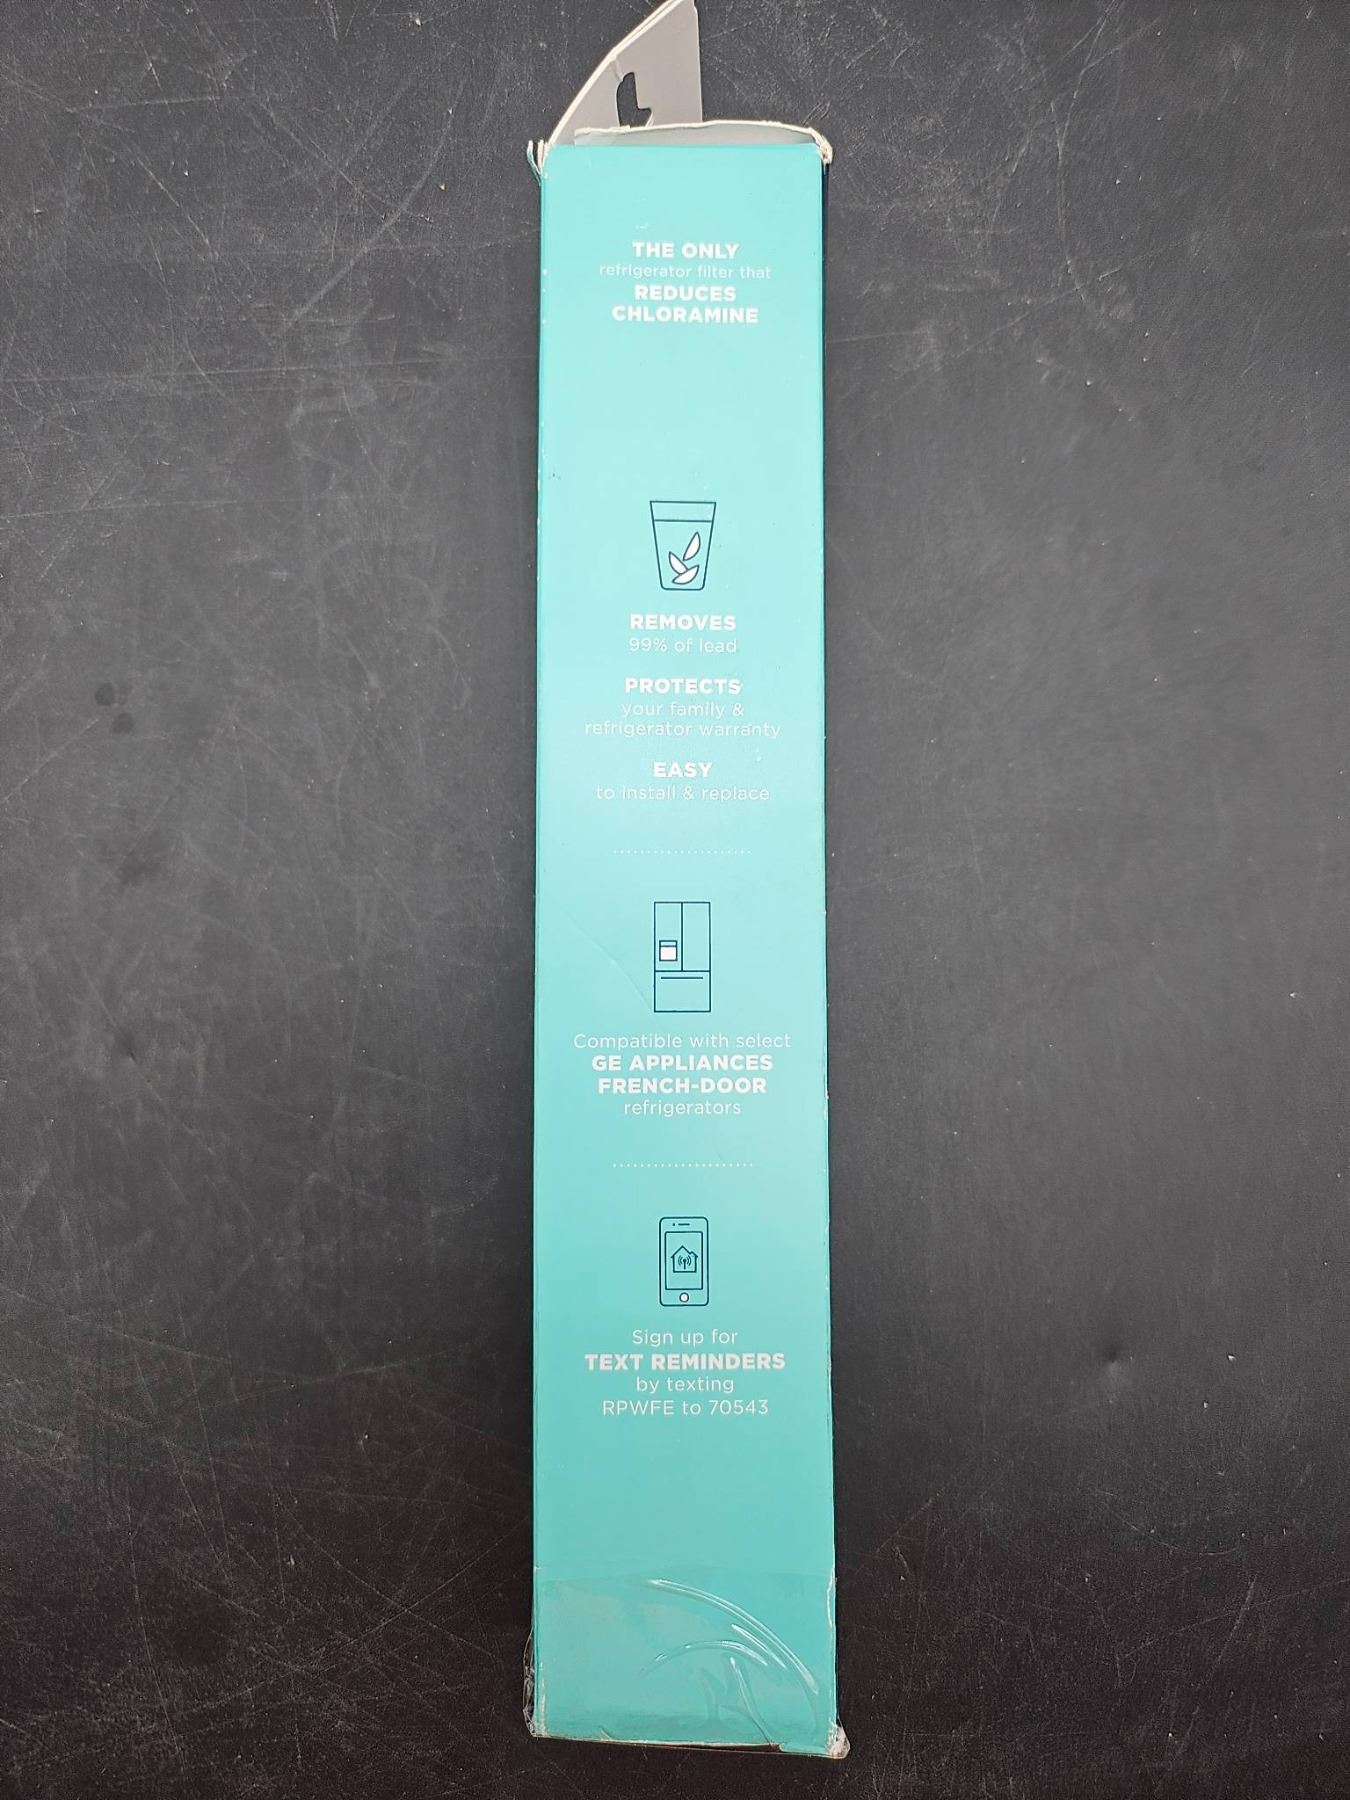 THE ONLY
refrigerator filter that
REDUCES
CHLORAMINE
REMOVES
99% of lead
PROTECTS
your family &
refrigerator warranty
EASY
to install & replace
Compatible with select
GE APPLIANCES
FRENCH-DOOR
refrigerators
Sign up for
TEXT REMINDERS
by texting
RPWFE to 70543